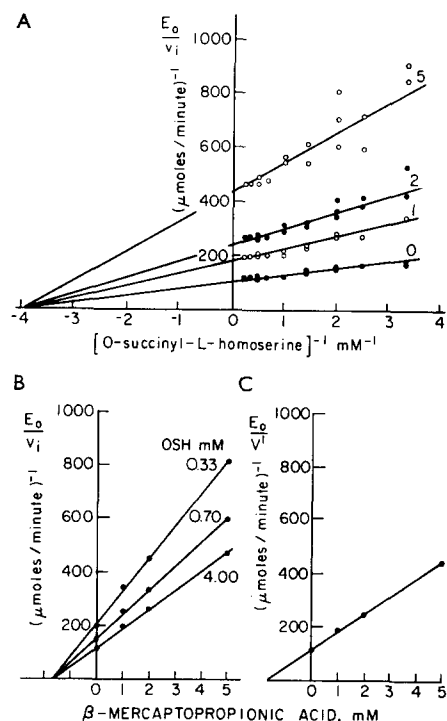 A
E₀
vᵢ
(μmoles / minute)⁻¹
1000
800
600
400
200
5
2
1
0
-4 -3 -2 -1 0 1 2 3 4
[O-succinyl-L-homoserine]⁻¹ mM⁻¹
B
E₀
vᵢ
(μmoles / minute)⁻¹
1000
800
600
400
200
OSH mM
0.33
0.70
4.00
0 1 2 3 4 5
C
E₀
V'
(μmoles / minute)⁻¹
1000
800
600
400
200
0 1 2 3 4 5
β-MERCAPTOPROPIONIC ACID, mM